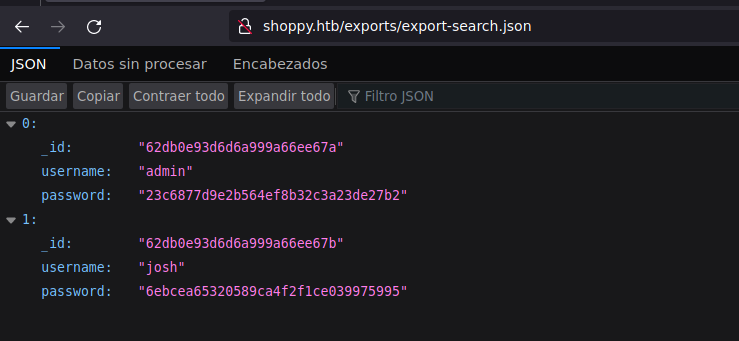 shoppy.htb/exports/export-search.json
JSON Datos sin procesar Encabezados
Guardar Copiar Contraer todo Expandir todo Filtro JSON
0:
_id: "62db0e93d6d6a999a66ee67a"
username: "admin"
password: "23c6877d9e2b564ef8b32c3a23de27b2"
1:
_id: "62db0e93d6d6a999a66ee67b"
username: "josh"
password: "6ebcea65320589ca4f2f1ce039975995"